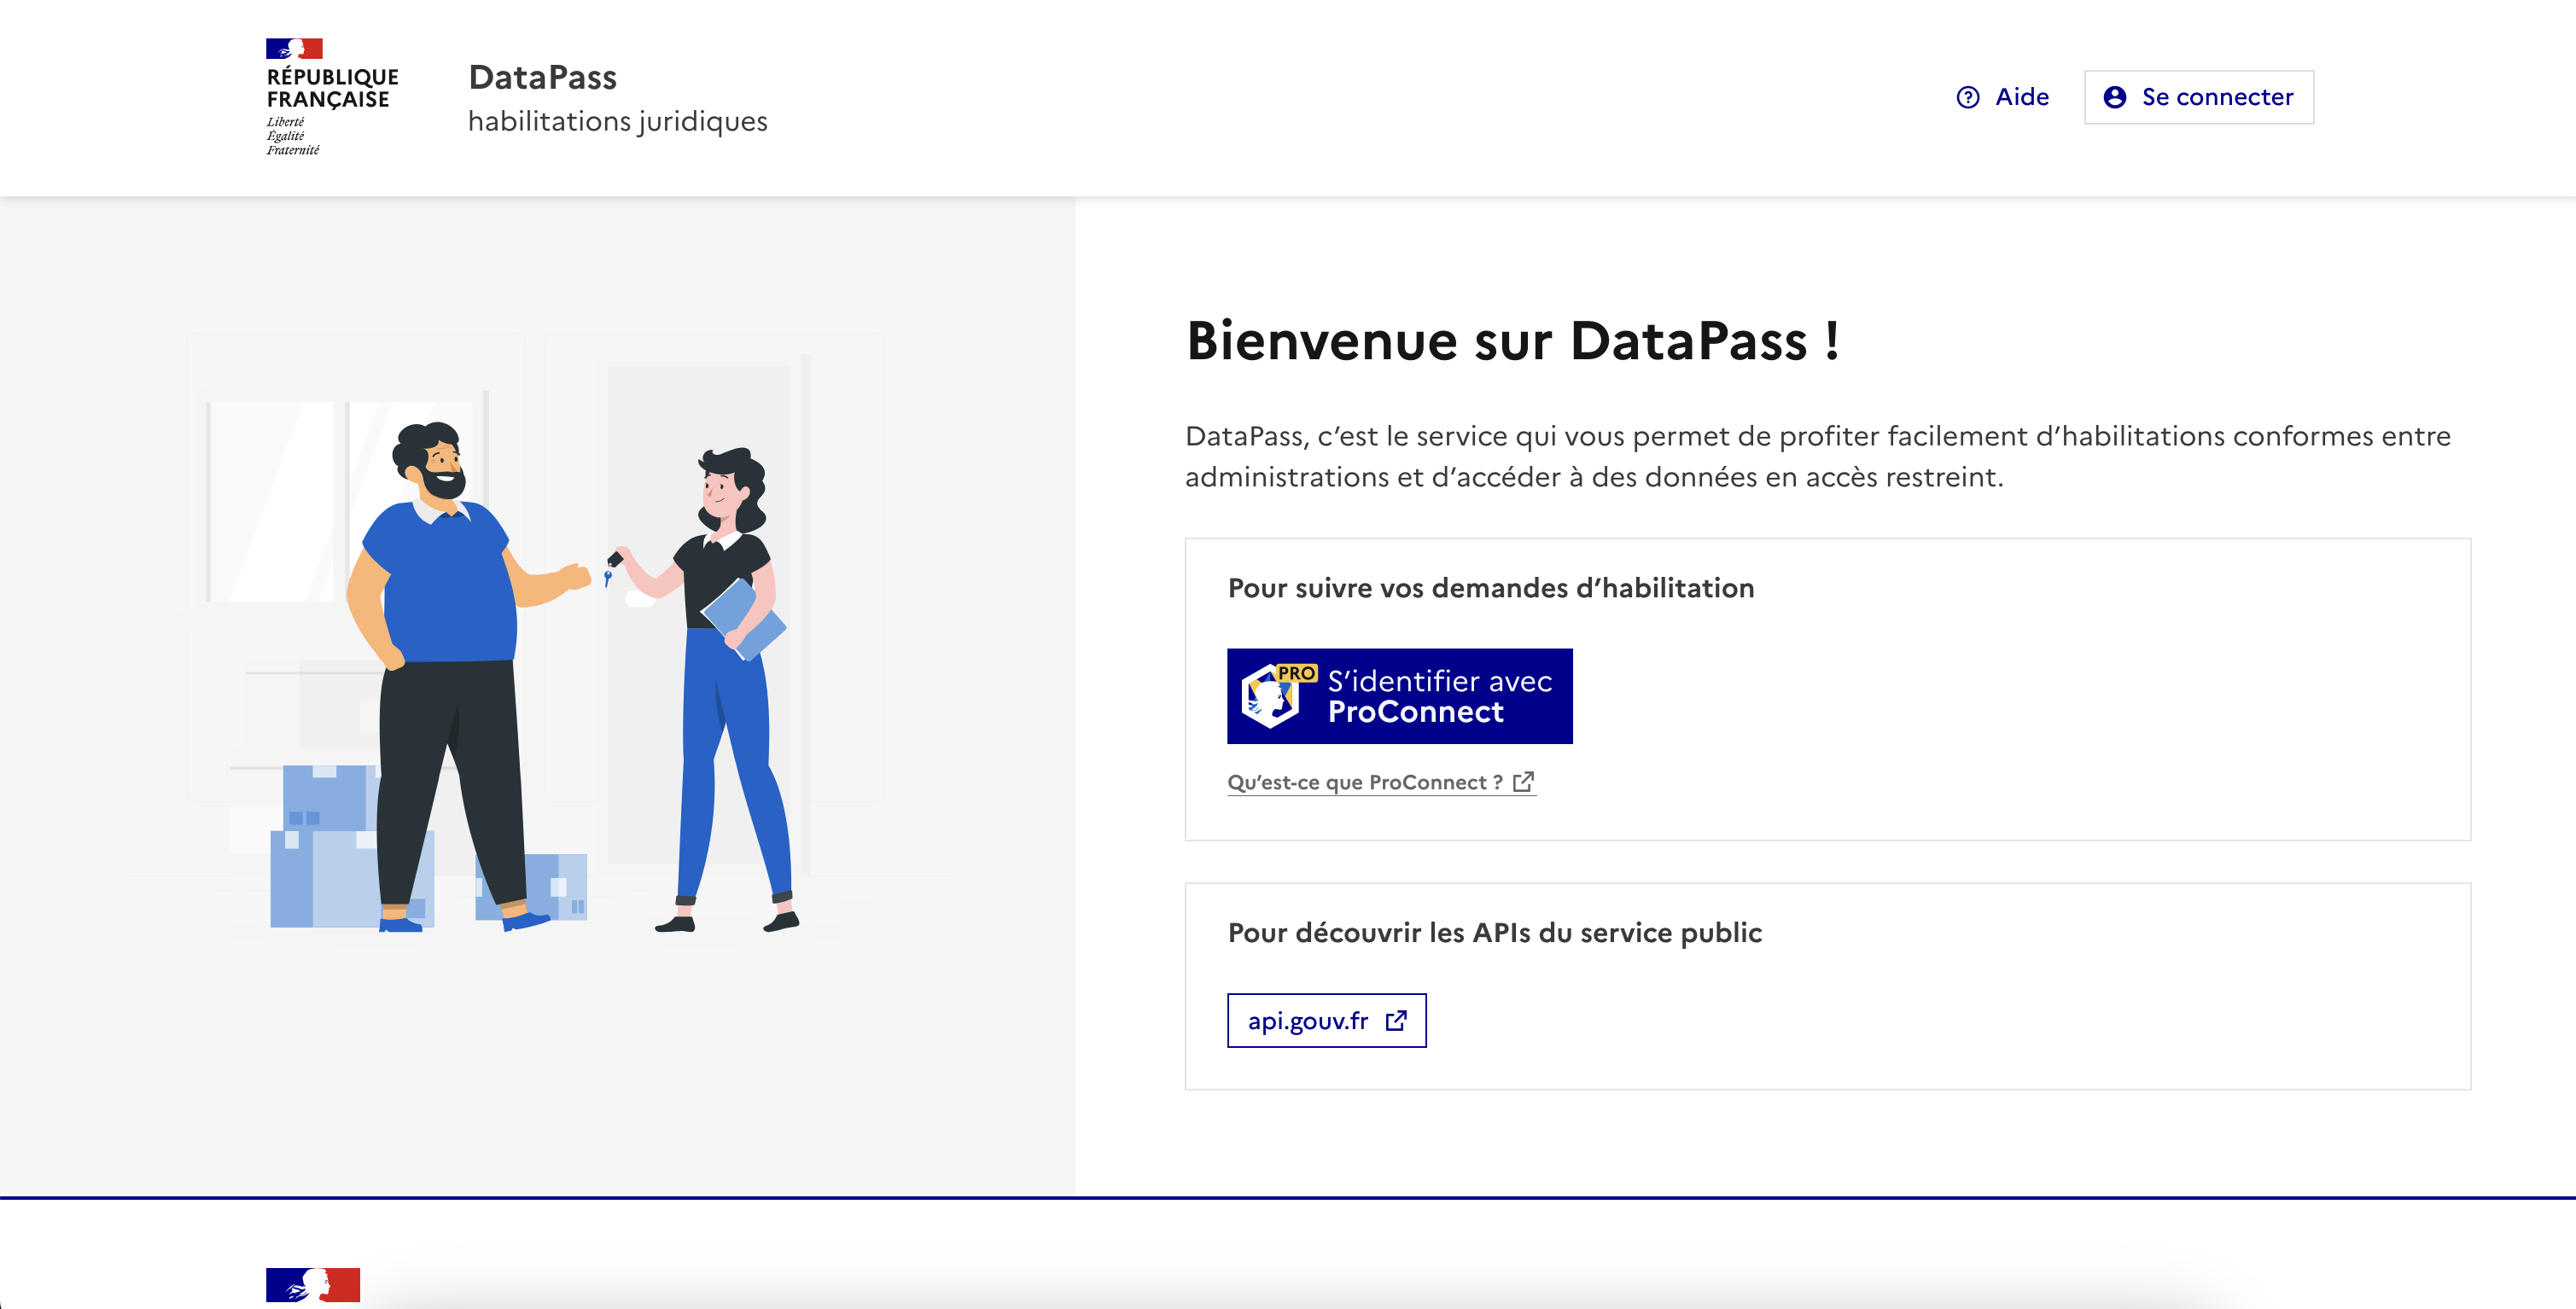 RÉPUBLIQUE
FRANÇAISE
Liberté
Égalité
Fraternité
DataPass
habilitations juridiques
Aide
Se connecter
Bienvenue sur DataPass !
DataPass, c’est le service qui vous permet de profiter facilement d’habilitations conformes entre
administrations et d’accéder à des données en accès restreint.
Pour suivre vos demandes d’habilitation
PRO
S’identifier avec
ProConnect
Qu’est-ce que ProConnect ?
Pour découvrir les APIs du service public
api.gouv.fr